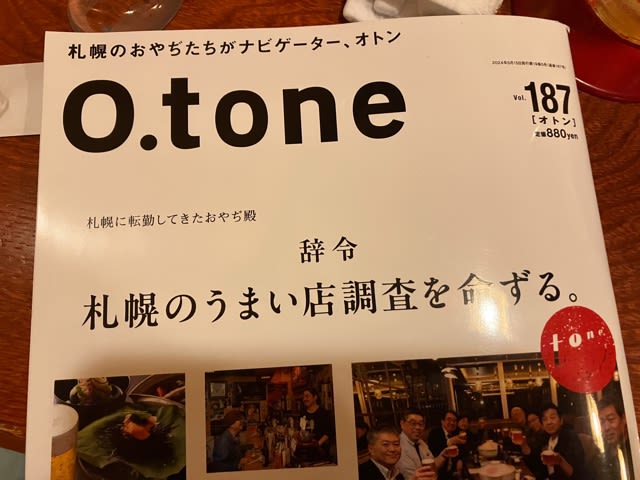 札幌のおやぢたちがナビゲーター、オトン
O.tone
Vol. 187
[オトン]
定価880yen
札幌に転勤してきたおやぢ殿
辞令
札幌のうまい店調査を命ずる。
tone